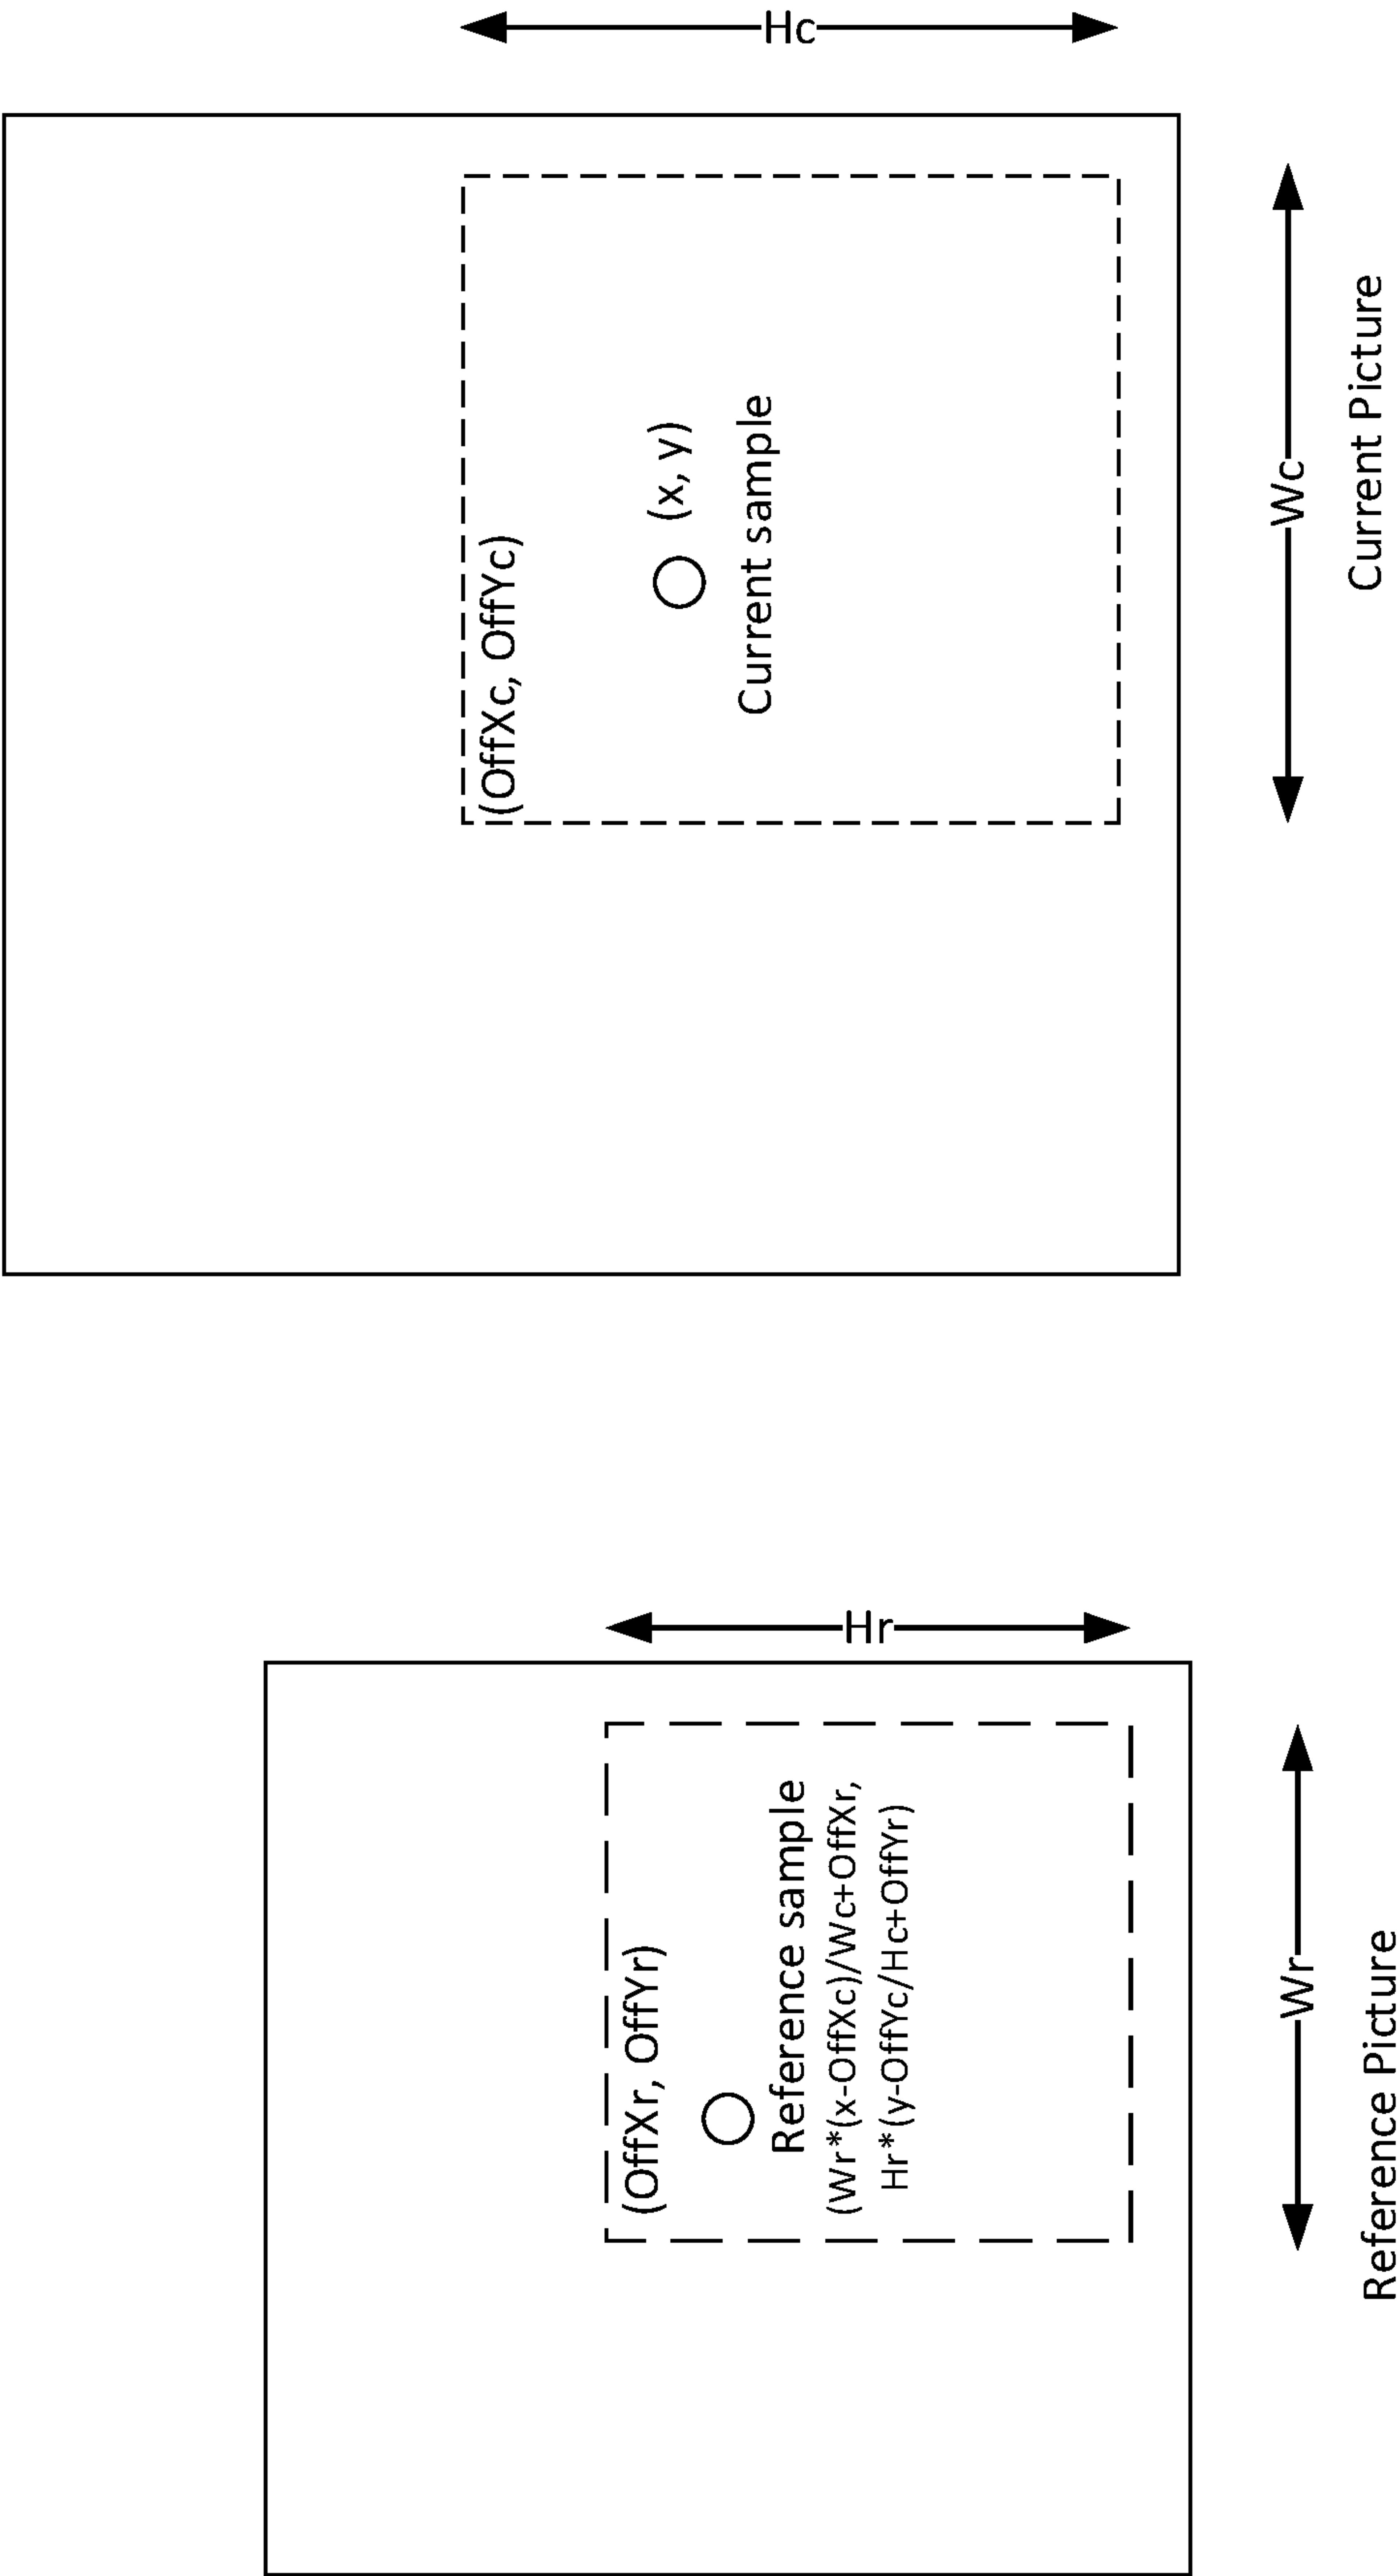 (OffXr, OffYr)
Reference sample
(Wr*(x-OffXc)/Wc+OffXr,
Hr*(y-OffYc/Hc+OffYr)
Hr
Wr
Reference Picture
(OffXc, OffYc)
(x, y)
Current sample
Hc
Wc
Current Picture